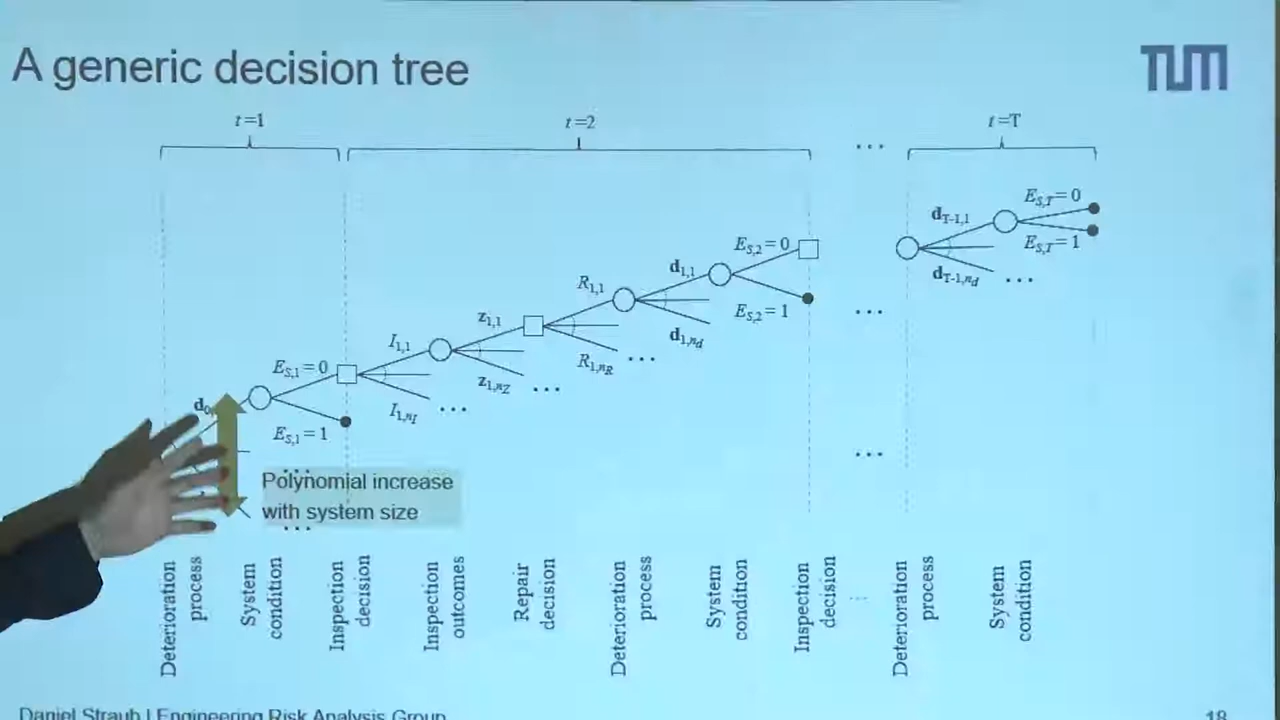 A generic decision tree
TUM
t=1
t=2
...
t=T
E_S,T=0
d_T-1,1
E_S,T=1
d_T-1,n_d
...
E_S,2=0
d_1,1
E_S,2=1
d_1,n_d
...
R_1,1
R_1,n_R
...
z_1,1
z_1,n_Z
...
I_1,1
I_1,n_I
...
E_S,1=0
E_S,1=1
...
Polynomial increase
with system size
...
...
Deterioration
process
System
condition
Inspection
decision
Inspection
outcomes
Repair
decision
Deterioration
process
System
condition
Inspection
decision
...
Deterioration
process
System
condition
Daniel Straub | Engineering Risk Analysis Group
18